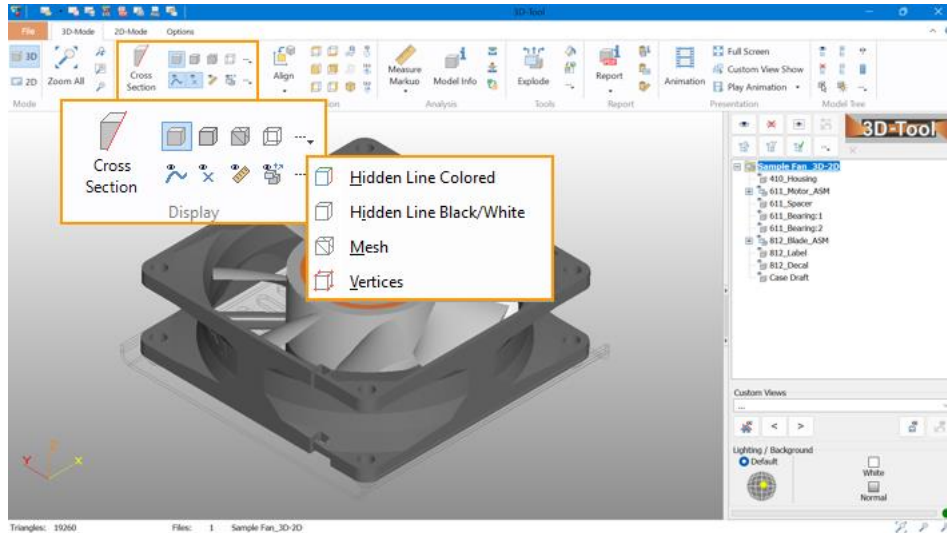 3D-Tool
File 3D-Mode 2D-Mode Options
3D
2D
Zoom All
Cross
Section
Align
Measure
Markup
Model Info
Explode
Report
Animation
Full Screen
Custom View Show
Play Animation
Mode
Analysis
Tools
Report
Presentation
Model Tree
Cross
Section
Display
Hidden Line Colored
Hidden Line Black/White
Mesh
Vertices
3D-Tool
Sample Fan_3D-2D
410_Housing
611_Motor_ASM
611_Spacer
611_Bearing:1
611_Bearing:2
812_Blade_ASM
812_Label
812_Decal
Case Draft
Custom Views
...
< >
Lighting / Background
Default
White
Normal
Z
Y X
Triangles: 19260 Files: 1 Sample Fan_3D-2D